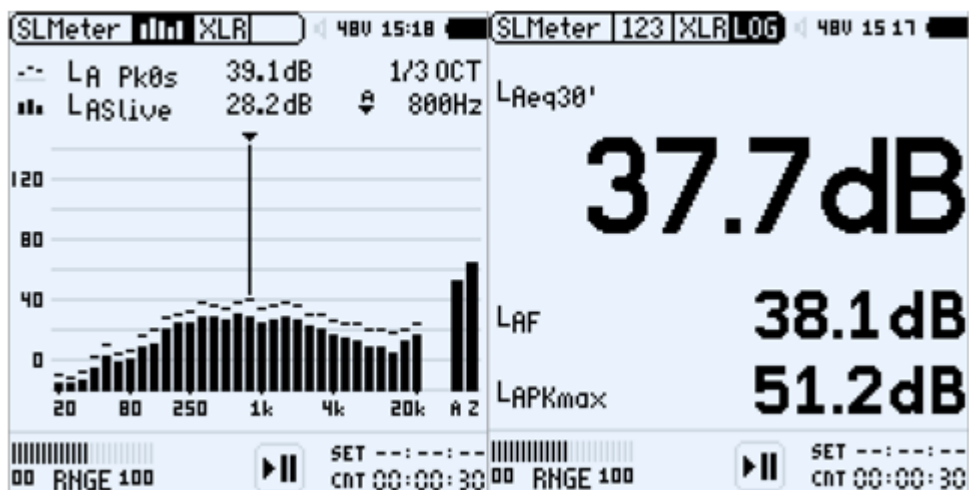 SLMeter XLR 48V 15:18
LA Pk0s 39.1dB 1/3 OCT
LASlive 28.2dB A 800Hz
120
80
40
0
20 80 250 1k 4k 20k A Z
SET --:--:--
00 RNGE 100 CNT 00:00:30
SLMeter 123 XLR LOG 48V 15 17
LAeq30'
37.7dB
LAF 38.1dB
LAPKmax 51.2dB
SET --:--:--
00 RNGE 100 CNT 00:00:30